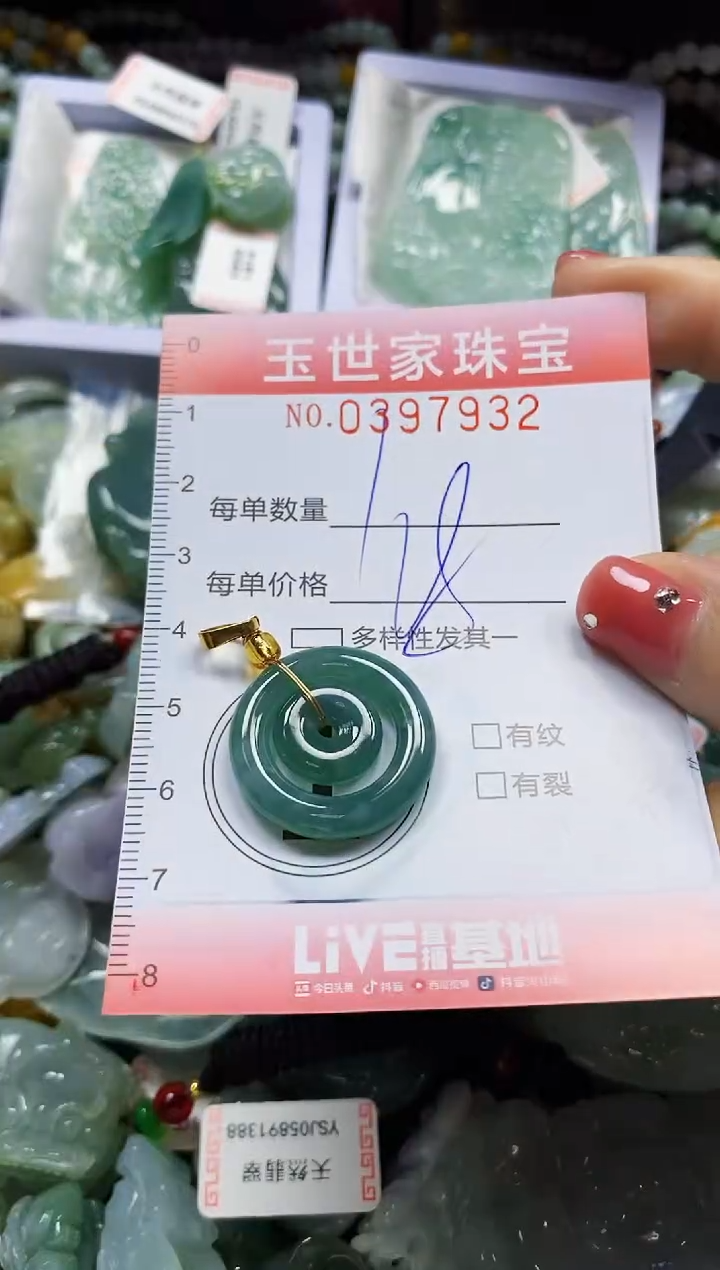 0
玉世家珠宝
1
NO.0397932
2
每单数量
3
每单价格
4
多样性发其一
5
有纹
6
有裂
7
LiVE直播基地
8
今日头条 抖音 西瓜视频
YSJ05891388
天然翡翠